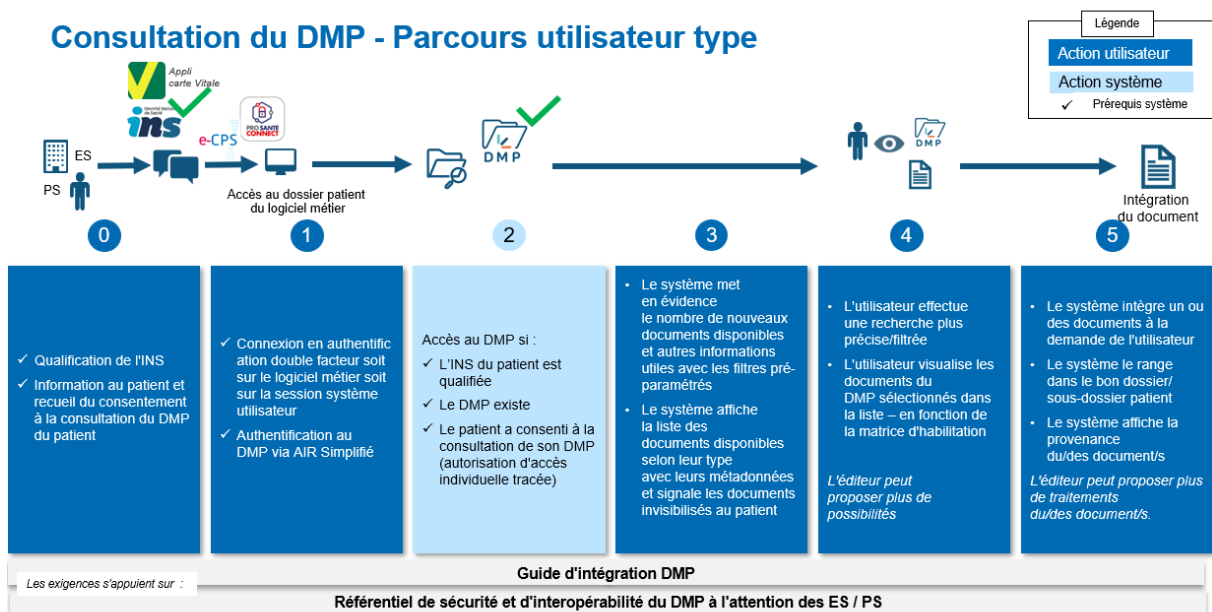 Consultation du DMP - Parcours utilisateur type
Légende
Action utilisateur
Action système
✓ Prérequis système
Appli
carte Vitale
Identité Nationale
de Santé
ins
e-CPS
PRO SANTE
CONNECT
ES
PS
Accès au dossier patient
du logiciel métier
DMP
DMP
Intégration
du document
0
1
2
3
4
5
✓ Qualification de l'INS
✓ Information au patient et
recueil du consentement
à la consultation du DMP
du patient
✓ Connexion en authentific
ation double facteur soit
sur le logiciel métier soit
sur la session système
utilisateur
✓ Authentification au
DMP via AIR Simplifié
Accès au DMP si :
✓ L'INS du patient est
qualifiée
✓ Le DMP existe
✓ Le patient a consenti à la
consultation de son DMP
(autorisation d'accès
individuelle tracée)
• Le système met
en évidence
le nombre de nouveaux
documents disponibles
et autres informations
utiles avec les filtres pré-
paramétrés
• Le système affiche
la liste des
documents disponibles
selon leur type
avec leurs métadonnées
et signale les documents
invisibilisés au patient
• L'utilisateur effectue
une recherche plus
précise/filtrée
• L'utilisateur visualise les
documents du
DMP sélectionnés dans
la liste – en fonction de
la matrice d'habilitation
L'éditeur peut
proposer plus de
possibilités
• Le système intègre un ou
des documents à la
demande de l'utilisateur
• Le système le range
dans le bon dossier/
sous-dossier patient
• Le système affiche la
provenance
du/des document/s
L'éditeur peut proposer plus
de traitements
du/des document/s.
Les exigences s'appuient sur :
Guide d'intégration DMP
Référentiel de sécurité et d'interopérabilité du DMP à l'attention des ES / PS